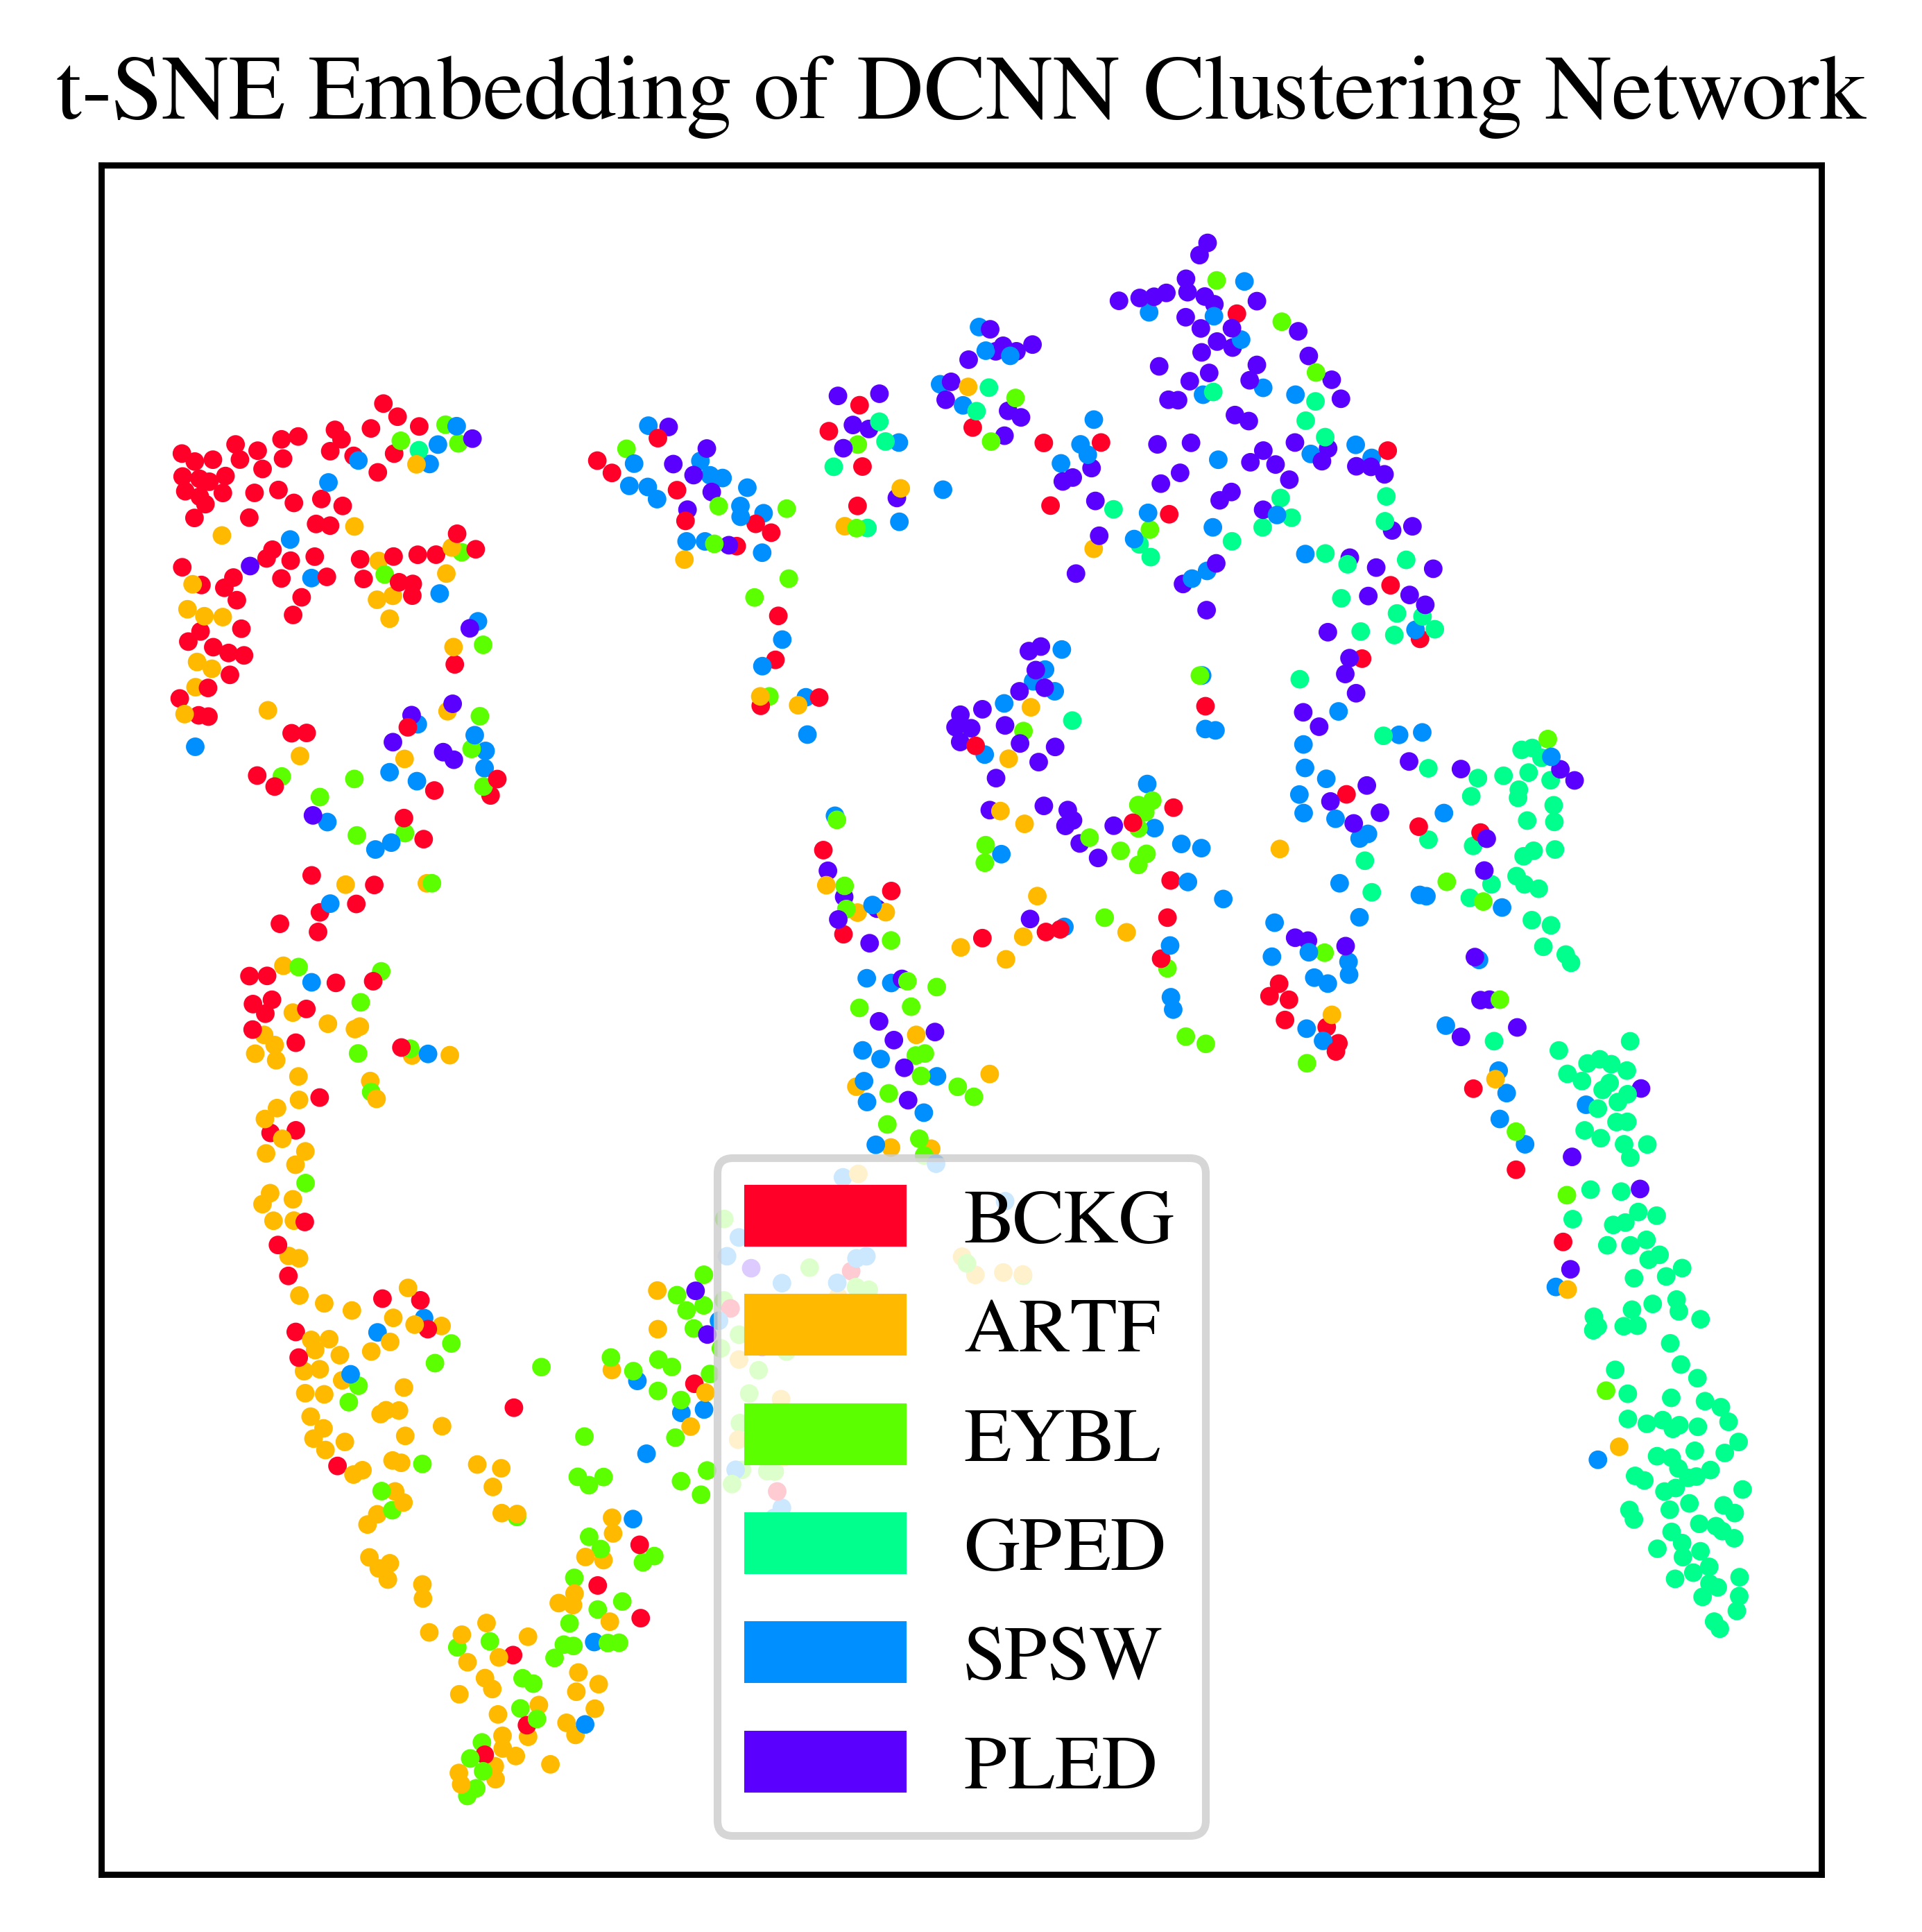 t-SNE Embedding of DCNN Clustering Network
BCKG
ARTF
EYBL
GPED
SPSW
PLED